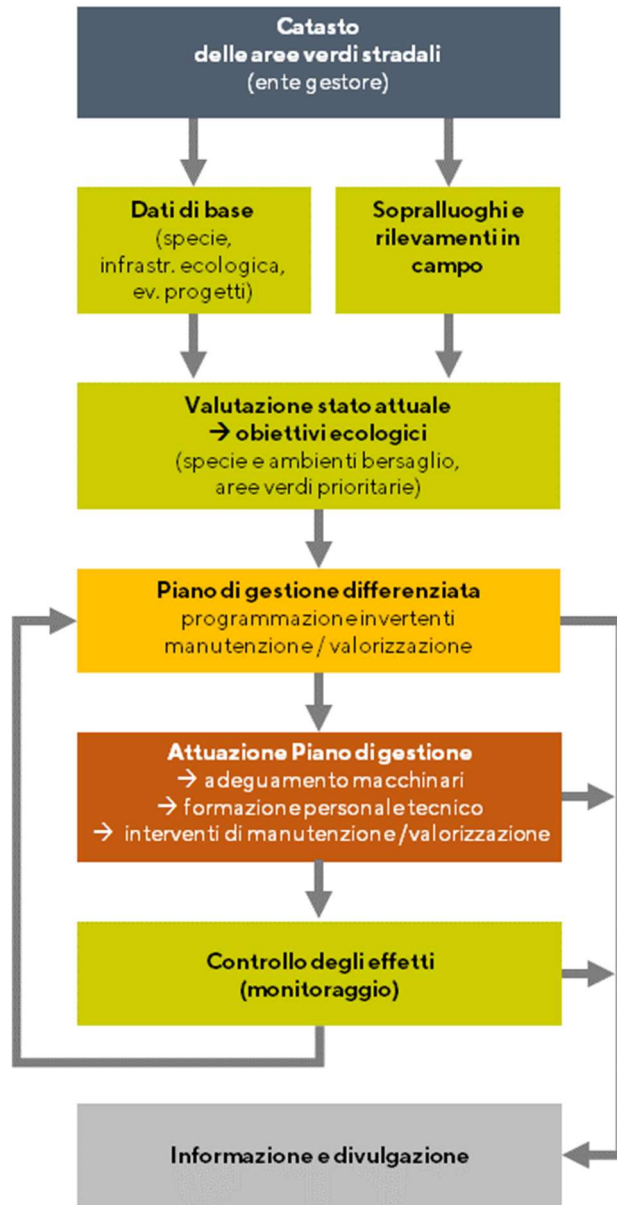 Catasto
delle aree verdi stradali
(ente gestore)
Dati di base
(specie,
infrastr. ecologica,
ev. progetti)
Sopralluoghi e
rilevamenti in
campo
Valutazione stato attuale
→ obiettivi ecologici
(specie e ambienti bersaglio,
aree verdi prioritarie)
Piano di gestione differenziata
programmazione invertenti
manutenzione / valorizzazione
Attuazione Piano di gestione
→ adeguamento macchinari
→ formazione personale tecnico
→ interventi di manutenzione /valorizzazione
Controllo degli effetti
(monitoraggio)
Informazione e divulgazione